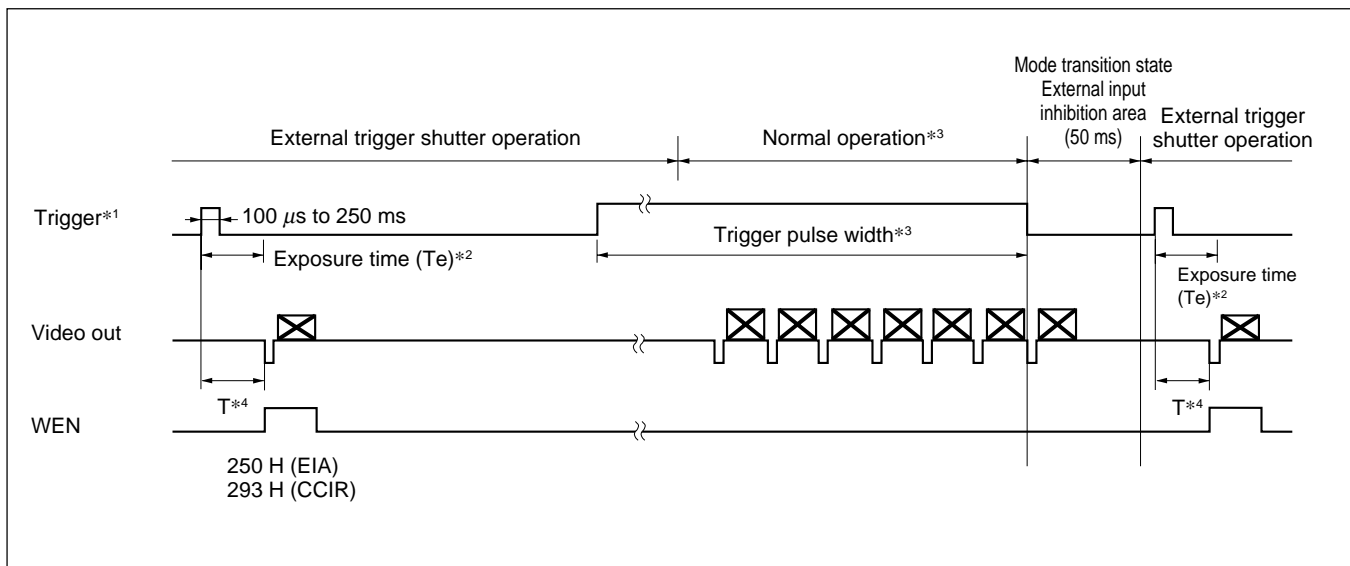 Mode transition state
External input
inhibition area
(50 ms)
External trigger shutter operation
Normal operation*3
External trigger
shutter operation
Trigger*1
100 μs to 250 ms
Trigger pulse width*3
Exposure time (Te)*2
Exposure time
(Te)*2
Video out
T*4
T*4
WEN
250 H (EIA)
293 H (CCIR)